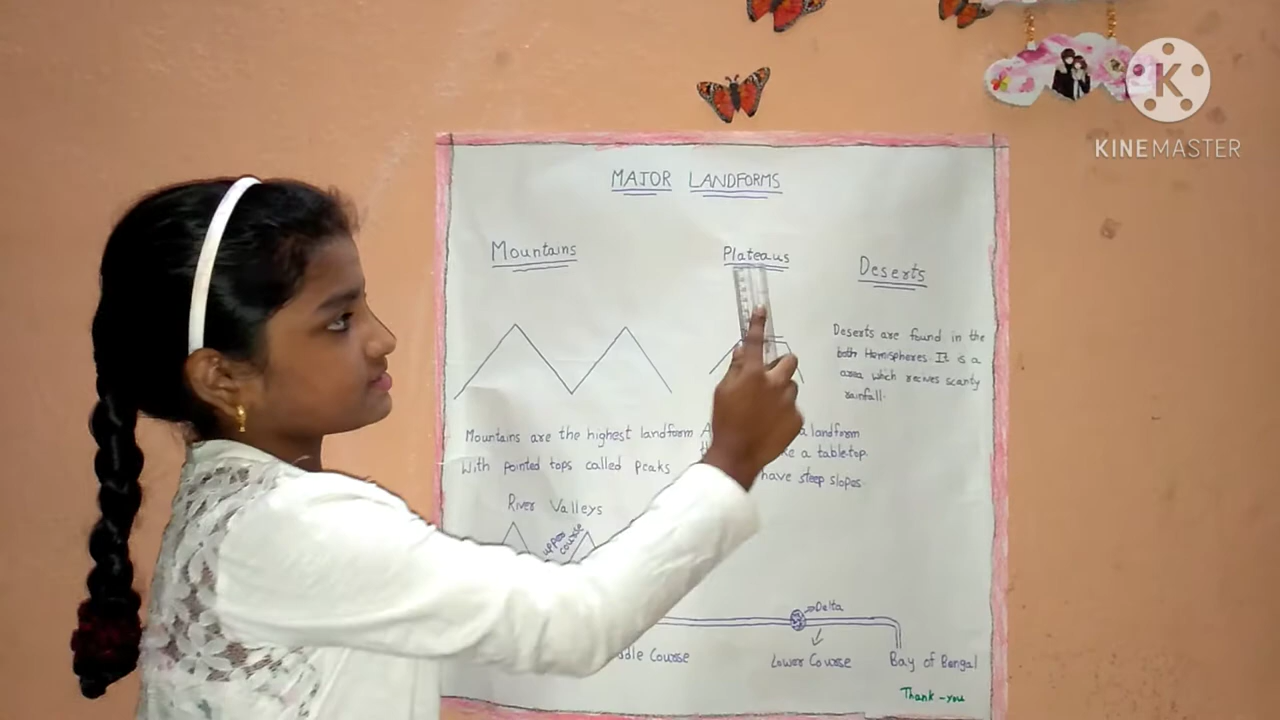 KINEMASTER
MAJOR LANDFORMS
Mountains
Plateaus
Deserts
Deserts are found in the
both Hemispheres. It is a
area which recives scanty
rainfall.
Mountains are the highest landform
With pointed tops called peaks
A
a landform
a tabletop.
have steep slopes.
River Valleys
upper
course
Delta
Course
Lower Course
Bay of Bengal
Thank-you